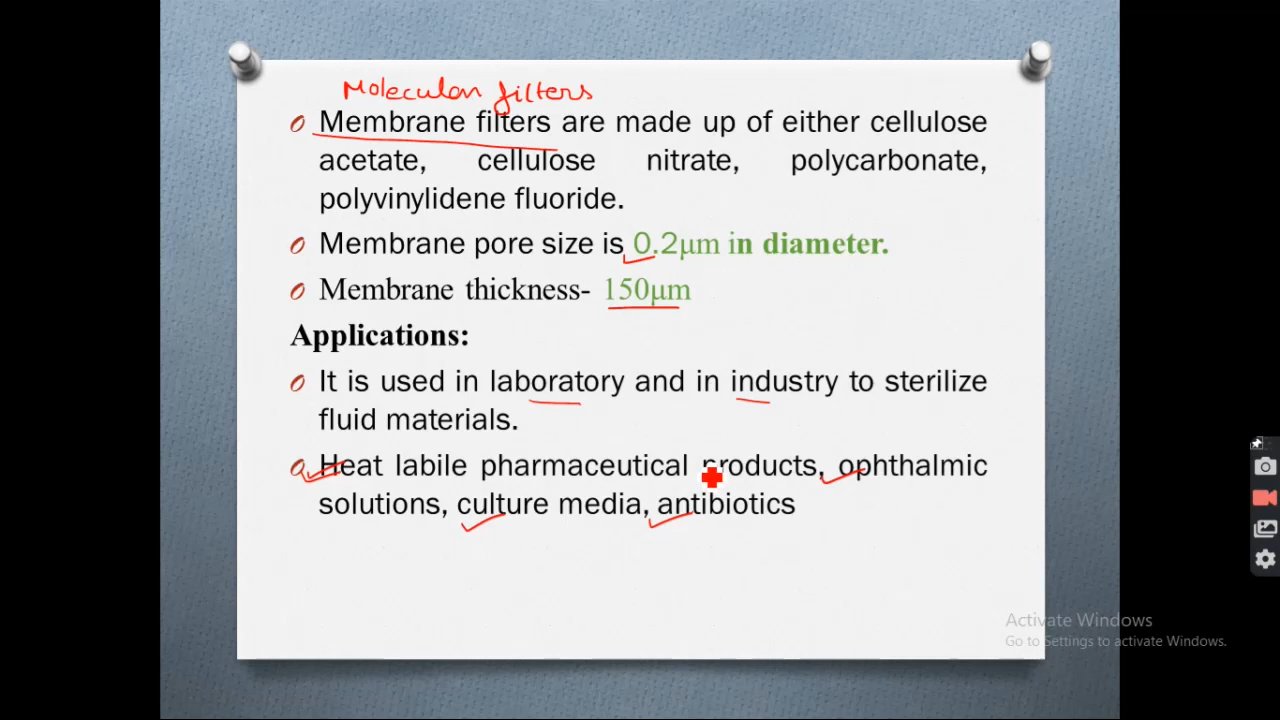 Molecular filters
Membrane filters are made up of either cellulose
acetate, cellulose nitrate, polycarbonate,
polyvinylidene fluoride.
Membrane pore size is 0.2μm in diameter.
Membrane thickness- 150μm
Applications:
It is used in laboratory and in industry to sterilize
fluid materials.
Heat labile pharmaceutical products, ophthalmic
solutions, culture media, antibiotics
Activate Windows
Go to Settings to activate Windows.